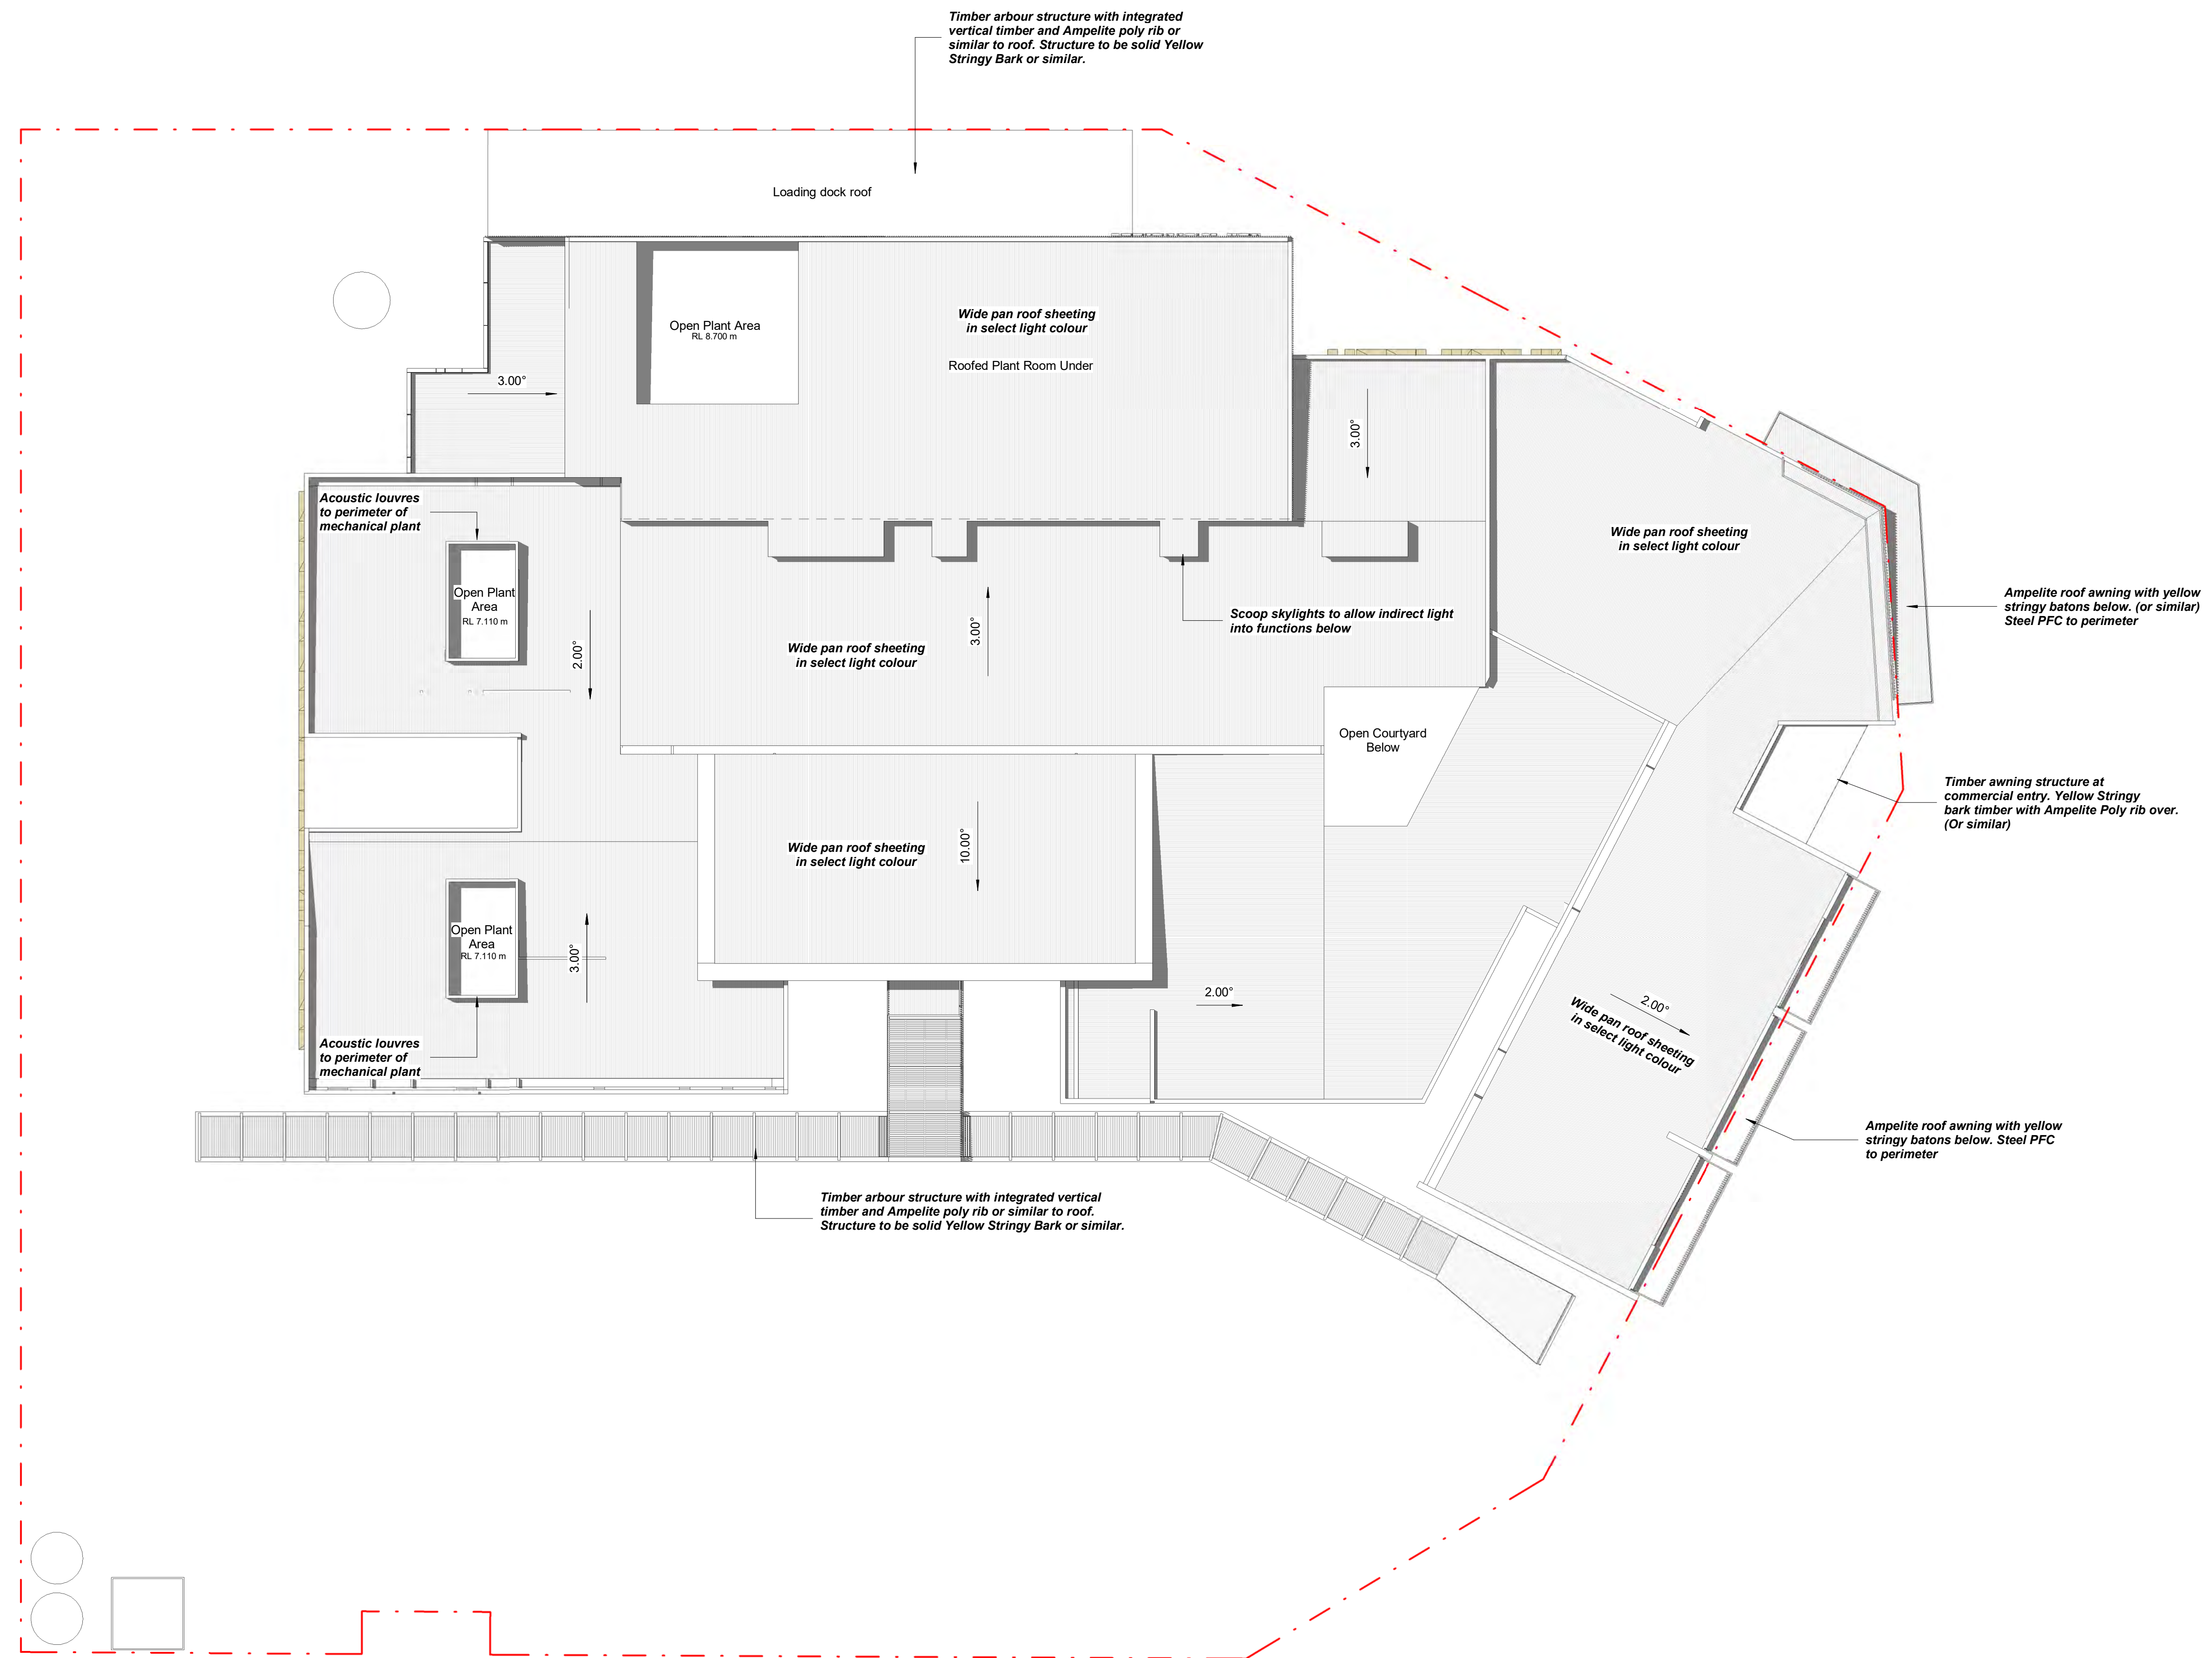 Timber arbour structure with integrated
vertical timber and Ampelite poly rib or
similar to roof. Structure to be solid Yellow
Stringy Bark or similar.
Loading dock roof
Open Plant Area
RL 8.700 m
Wide pan roof sheeting
in select light colour
Roofed Plant Room Under
3.00°
3.00°
Acoustic louvres
to perimeter of
mechanical plant
Wide pan roof sheeting
in select light colour
Open Plant
Area
RL 7.110 m
Ampelite roof awning with yellow
stringy batons below. (or similar)
Steel PFC to perimeter
Scoop skylights to allow indirect light
into functions below
2.00°
3.00°
Wide pan roof sheeting
in select light colour
Open Courtyard
Below
Timber awning structure at
commercial entry. Yellow Stringy
bark timber with Ampelite Poly rib over.
(Or similar)
Wide pan roof sheeting
in select light colour
10.00°
Open Plant
Area
RL 7.110 m
3.00°
2.00°
2.00°
Wide pan roof sheeting
in select light colour
Acoustic louvres
to perimeter of
mechanical plant
Ampelite roof awning with yellow
stringy batons below. Steel PFC
to perimeter
Timber arbour structure with integrated vertical
timber and Ampelite poly rib or similar to roof.
Structure to be solid Yellow Stringy Bark or similar.